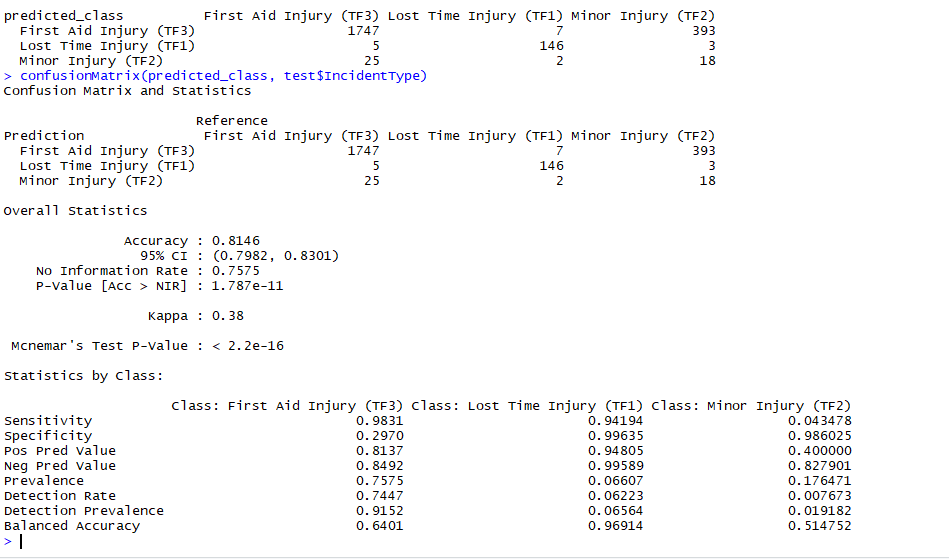 predicted_class          First Aid Injury (TF3) Lost Time Injury (TF1) Minor Injury (TF2)
  First Aid Injury (TF3)                   1747                      7                393
  Lost Time Injury (TF1)                      5                    146                  3
  Minor Injury (TF2)                         25                      2                 18
> confusionMatrix(predicted_class, test$IncidentType)
Confusion Matrix and Statistics

                        Reference
Prediction               First Aid Injury (TF3) Lost Time Injury (TF1) Minor Injury (TF2)
  First Aid Injury (TF3)                   1747                      7                393
  Lost Time Injury (TF1)                      5                    146                  3
  Minor Injury (TF2)                         25                      2                 18

Overall Statistics

               Accuracy : 0.8146
                 95% CI : (0.7982, 0.8301)
    No Information Rate : 0.7575
    P-Value [Acc > NIR] : 1.787e-11

                  Kappa : 0.38

 Mcnemar's Test P-Value : < 2.2e-16

Statistics by Class:

                     Class: First Aid Injury (TF3) Class: Lost Time Injury (TF1) Class: Minor Injury (TF2)
Sensitivity                                 0.9831                       0.94194                  0.043478
Specificity                                 0.2970                       0.99635                  0.986025
Pos Pred Value                              0.8137                       0.94805                  0.400000
Neg Pred Value                              0.8492                       0.99589                  0.827901
Prevalence                                  0.7575                       0.06607                  0.176471
Detection Rate                              0.7447                       0.06223                  0.007673
Detection Prevalence                        0.9152                       0.06564                  0.019182
Balanced Accuracy                           0.6401                       0.96914                  0.514752
>